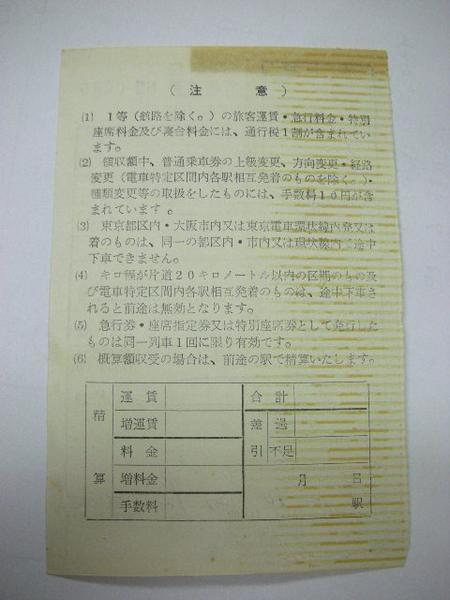 (注 意)
(1) 1等(航路を除く。)の旅客運賃・急行料金・特別
座席料金及び寝台料金には、通行税1割が含まれてい
ます。
(2) 領収額中、普通乗車券の上級変更、方向変更・経路
変更(電車特定区間内各駅相互発着のものを除く。)・
種類変更等の取扱をしたものには、手数料10円が含
まれています。
(3) 東京都区内・大阪市内又は東京電車環状線内発又は
着のものは、同一の部区内・市内又は環状線内で途中
下車できません。
(4) キロ程が片道20キロメートル以内の区間のもの及
び電車特定区間内各駅相互発着のものは、途中下車さ
れると前途は無効となります。
(5) 急行券・座席指定券又は特別座席券として発行した
ものは同一列車1回に限り有効です。
(6) 概算額収受の場合は、前途の駅で精算いたします。
精算
運賃
増運賃
料金
増料金
手数料
合計
差引
過
不足
月 日
駅